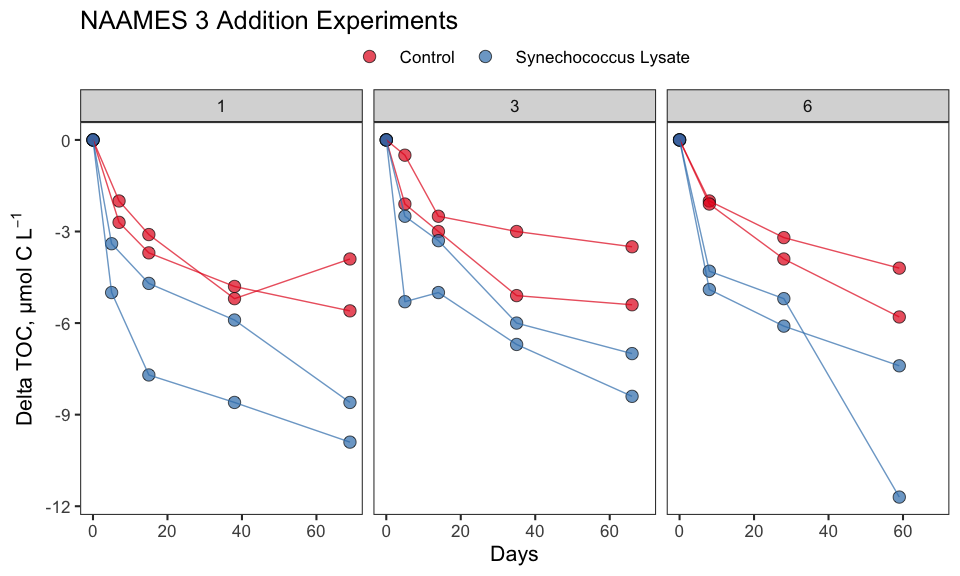 NAAMES 3 Addition Experiments
Control Synechococcus Lysate
1 3 6
Delta TOC, μmol C L⁻¹
0
-3
-6
-9
-12
0 20 40 60 0 20 40 60 0 20 40 60
Days